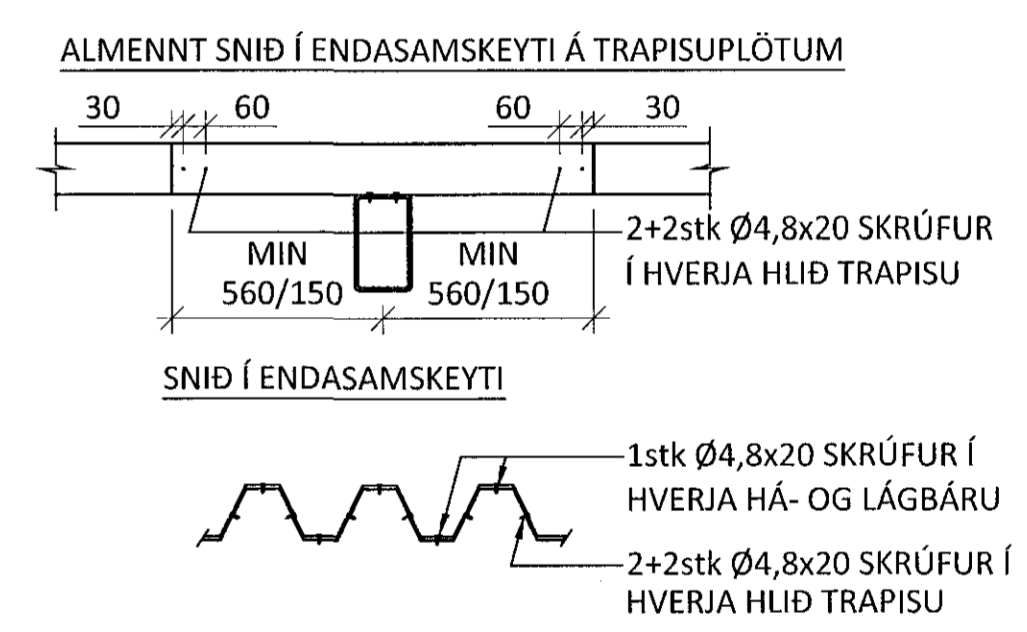 ALMENNT SNIÐ Í ENDASAMSKEYTI Á TRAPISUPLÖTUM
30 60 60 30
2+2stk Ø4,8x20 SKRÚFUR
Í HVERJA HLIÐ TRAPISU
MIN MIN
560/150 560/150
SNIÐ Í ENDASAMSKEYTI
1stk Ø4,8x20 SKRÚFUR Í
HVERJA HÁ- OG LÁGBÁRU
2+2stk Ø4,8x20 SKRÚFUR Í
HVERJA HLIÐ TRAPISU